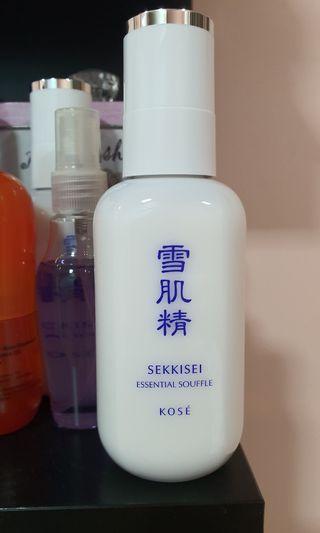 雪肌精
SEKKISEI
ESSENTIAL SOUFFLE
KOSÉ